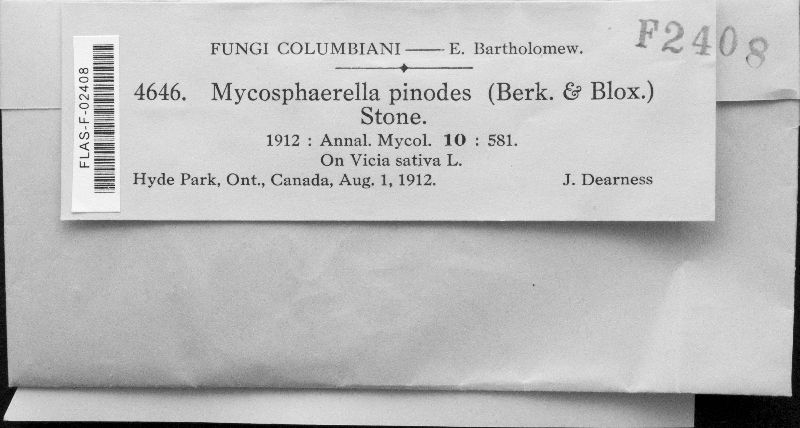 FUNGI COLUMBIANI — E. Bartholomew.
F2408
FLAS-F-02408
4646. Mycosphaerella pinodes (Berk. & Blox.)
Stone.
1912 : Annal. Mycol. 10 : 581.
On Vicia sativa L.
Hyde Park, Ont., Canada, Aug. 1, 1912. J. Dearness